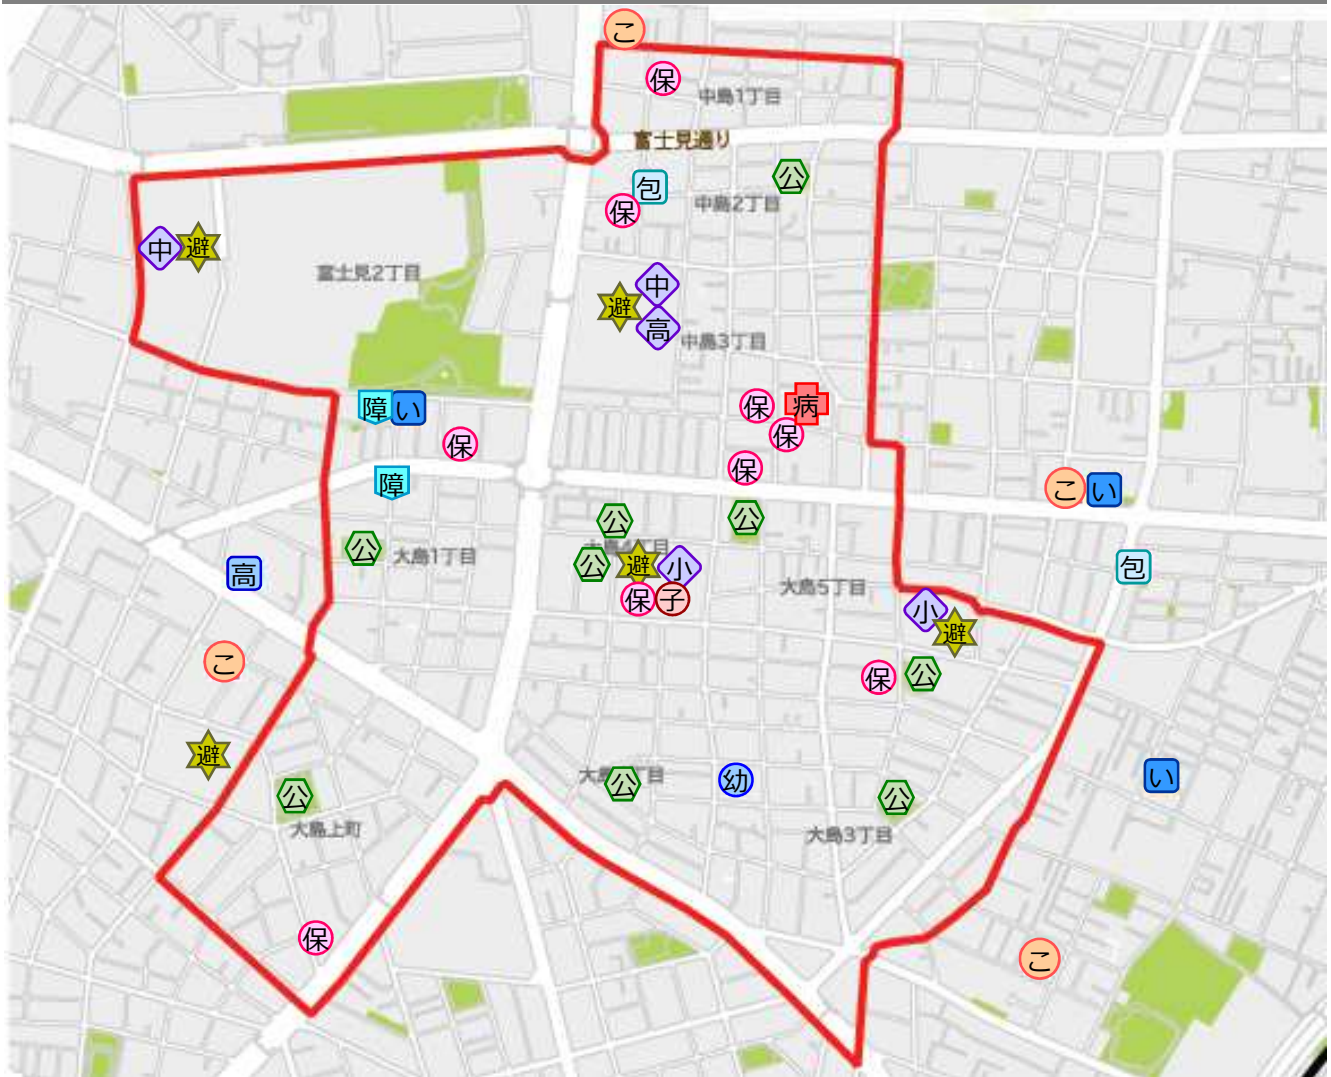 こ
保
中島1丁目
富士見通り
公
包
保
中島2丁目
中
避
富士見2丁目
中
避
高
中島3丁目
障
い
保
病
保
保
保
障
こ
い
公
公
公
大島1丁目
公
避
小
保
子
大島5丁目
高
包
小
避
こ
保
公
避
公
大島上町
公
幼
公
大島3丁目
い
保
こ